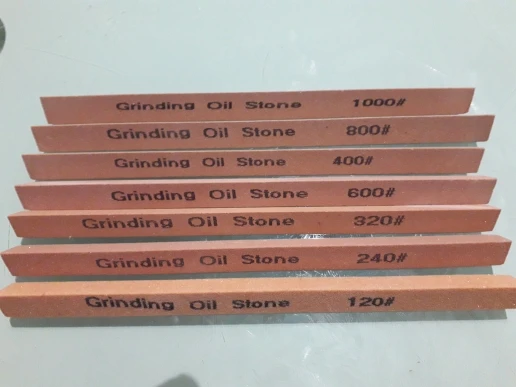 Grinding Oil Stone 1000#
Grinding Oil Stone 800#
Grinding Oil Stone 400#
Grinding Oil Stone 600#
Grinding Oil Stone 320#
Grinding Oil Stone 240#
Grinding Oil Stone 120#